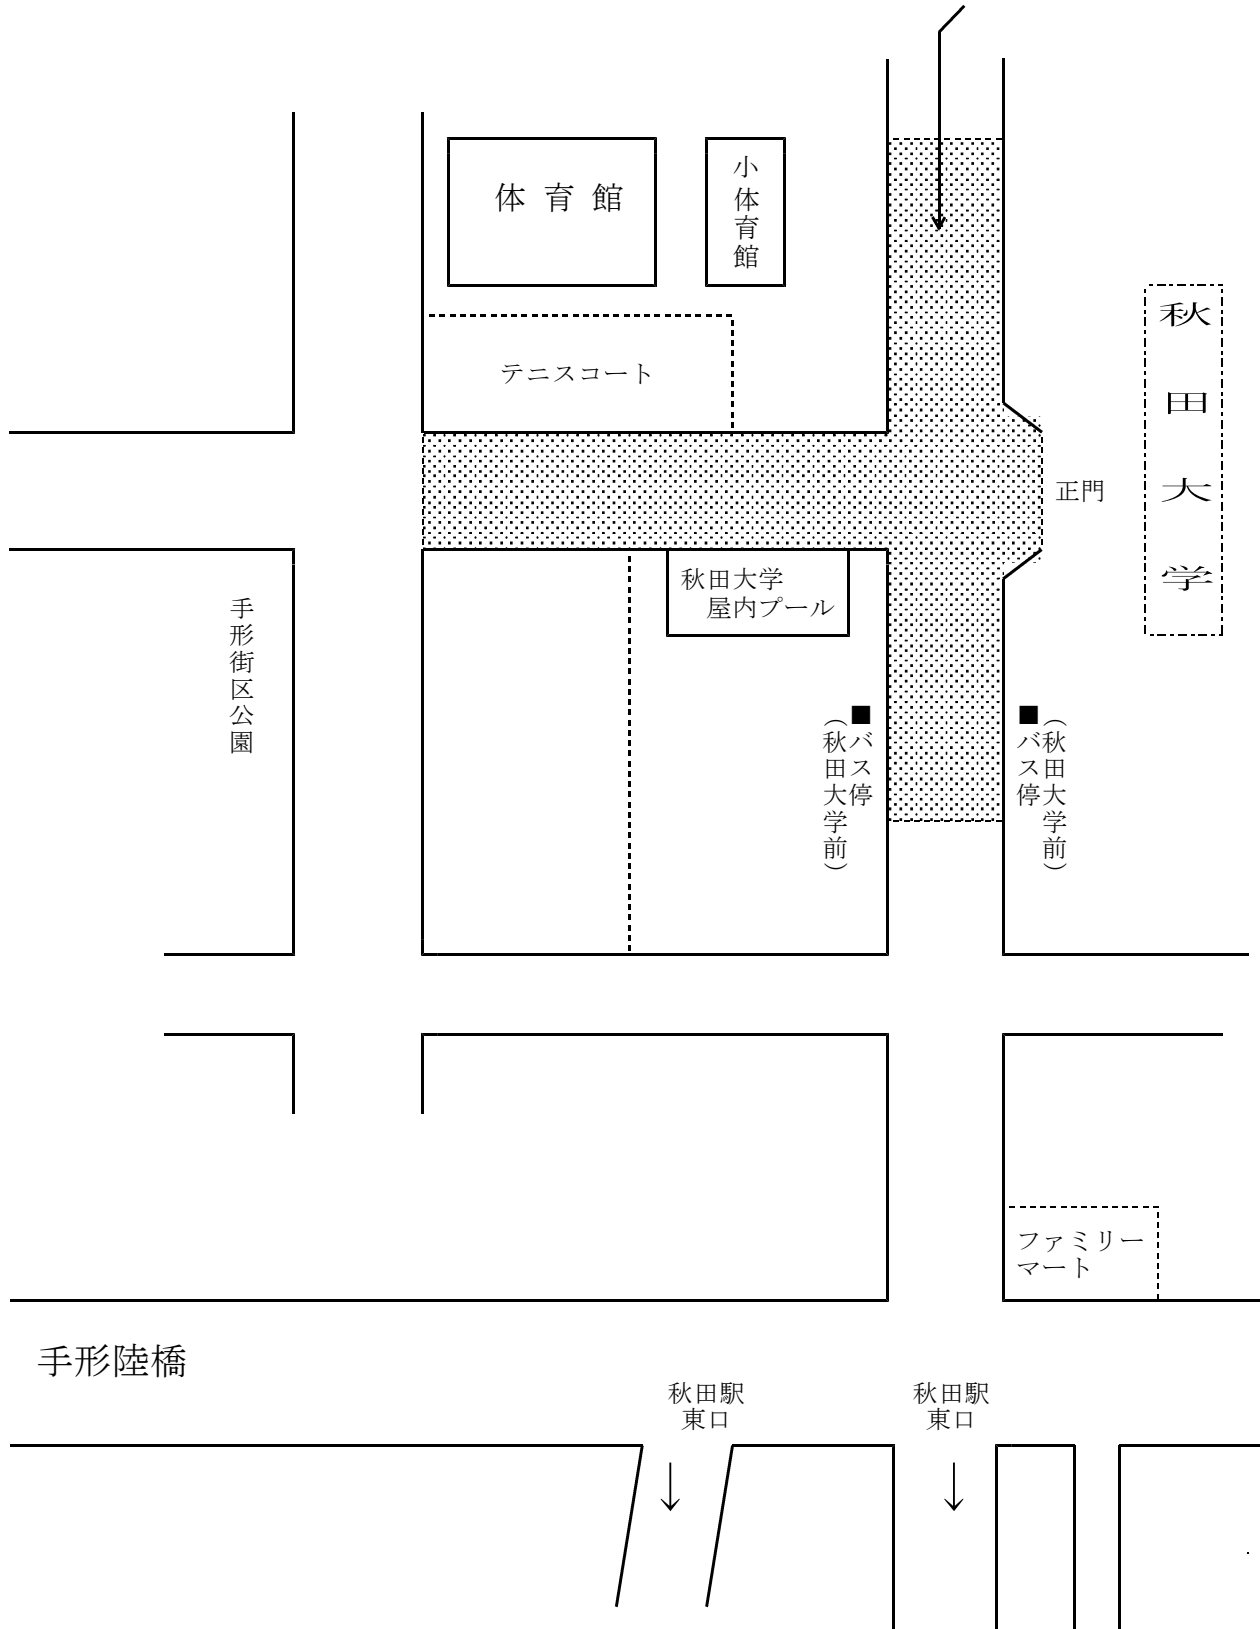 体育館
小体育館
テニスコート
秋田大学
正門
秋田大学
屋内プール
手形街区公園
■バス停
（秋田大学前）
（秋田大学前）
■バス停
ファミリー
マート
手形陸橋
秋田駅
東口
秋田駅
東口